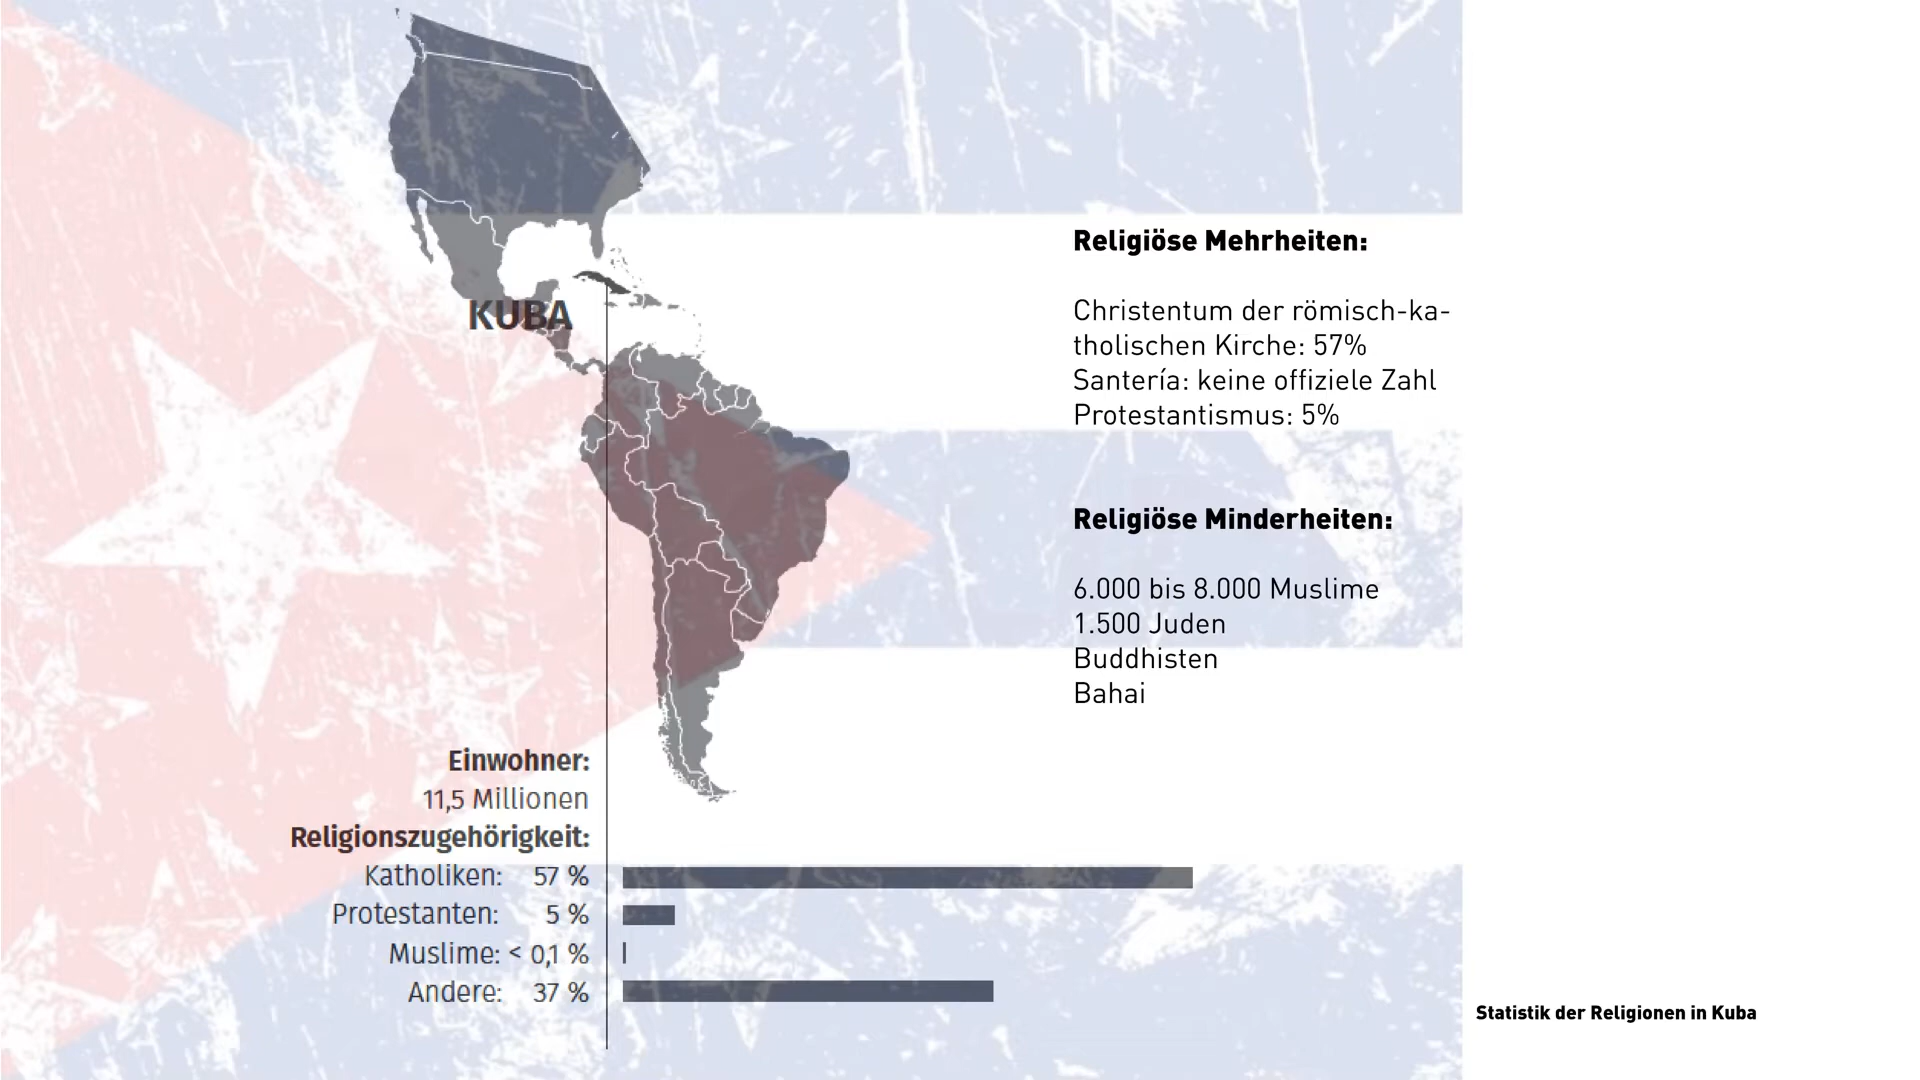 KUBA
Religiöse Mehrheiten:
Christentum der römisch-ka-
tholischen Kirche: 57%
Santería: keine offiziele Zahl
Protestantismus: 5%
Religiöse Minderheiten:
6.000 bis 8.000 Muslime
1.500 Juden
Buddhisten
Bahai
Einwohner:
11,5 Millionen
Religionszugehörigkeit:
Katholiken: 57 %
Protestanten: 5 %
Muslime: < 0,1 %
Andere: 37 %
Statistik der Religionen in Kuba